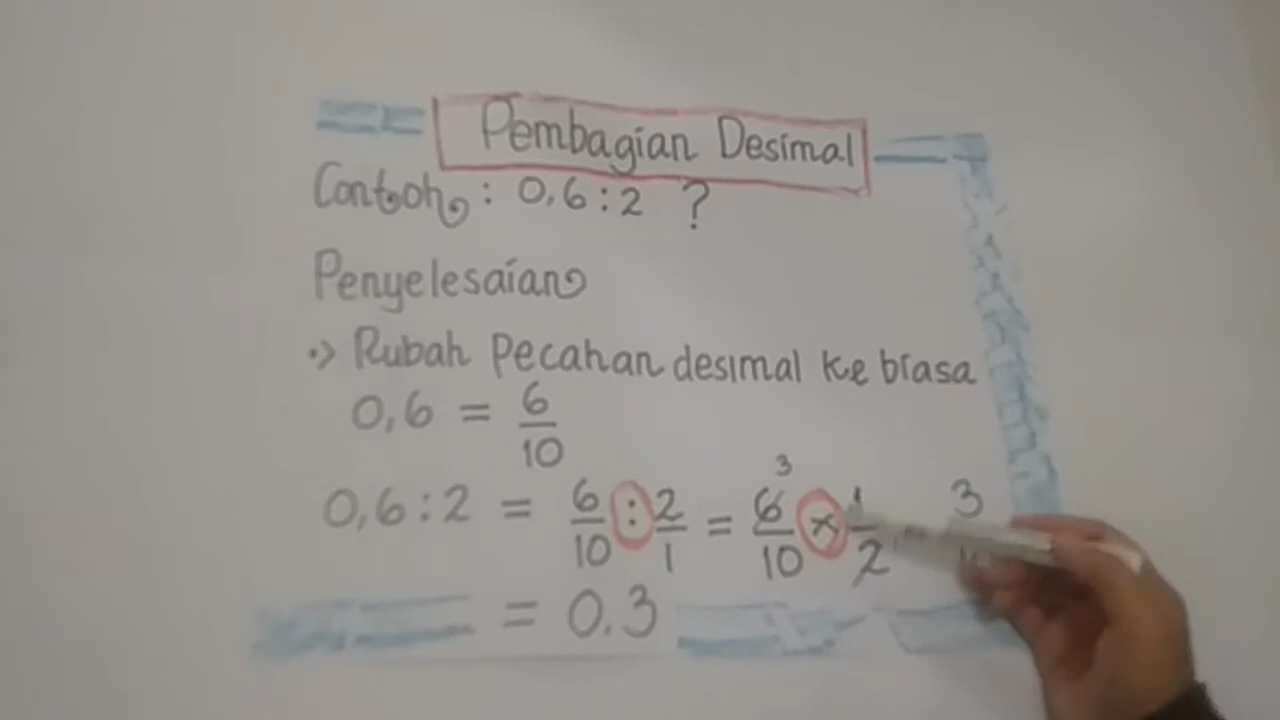 Pembagian Desimal
Contoh : 0,6 : 2 ?
Penyelesaian
•> Rubah Pecahan desimal ke biasa
0,6 = 6/10
0,6 : 2 = 6/10 : 2/1 = 3 6/10 × 1/2 = 3
= 0.3